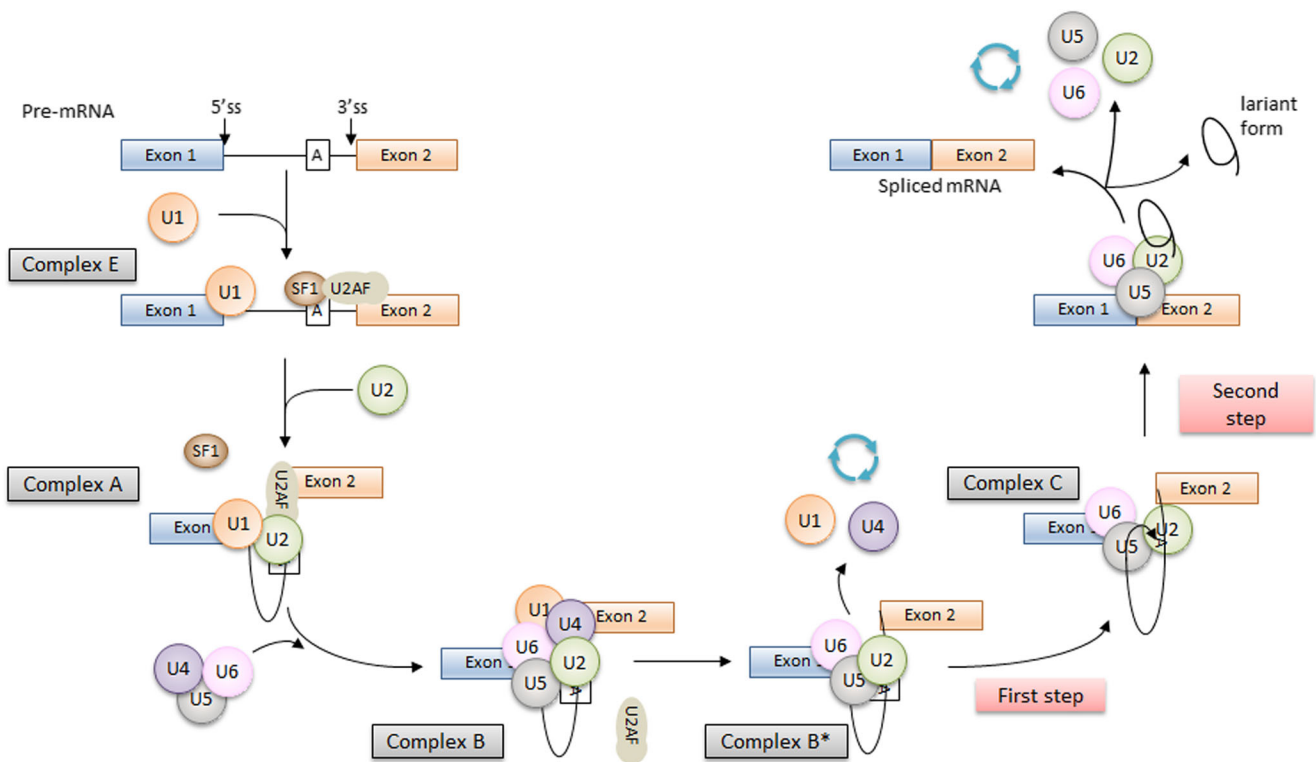 Pre-mRNA
5'ss
3'ss
Exon 1
A
Exon 2
U1
Complex E
Exon 1
U1
SF1
U2AF
A
Exon 2
U2
SF1
Complex A
U2AF
Exon 2
Exon
U1
U2
U4
U6
U5
Complex B
U1
U4
Exon 2
U6
Exon
U2
U5
A
U2AF
Complex B*
U1
U4
Exon 2
U6
Exon
U2
U5
A
First step
Complex C
Exon 2
U6
Exon
U2
U5
A
Second
step
U6
U2
U5
Exon 1
Exon 2
Exon 1
Exon 2
Spliced mRNA
U5
U2
U6
lariant
form